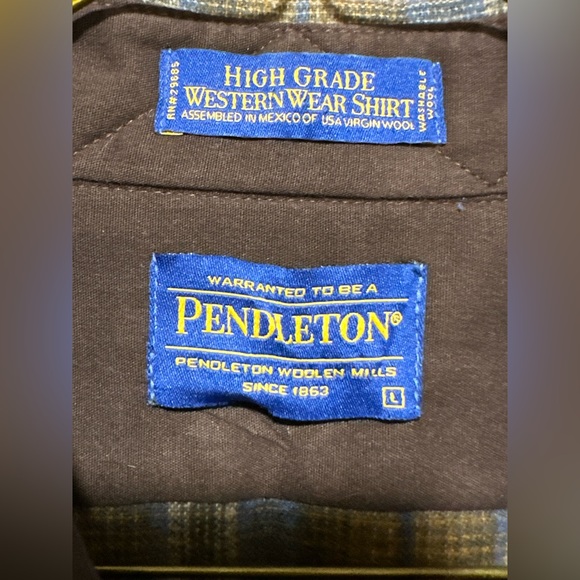 HIGH GRADE
WESTERN WEAR SHIRT
ASSEMBLED IN MEXICO OF USA VIRGIN WOOL
RN#29685
WASHABLE
WOOL
WARRANTED TO BE A
PENDLETON®
PENDLETON WOOLEN MILLS
SINCE 1863
L